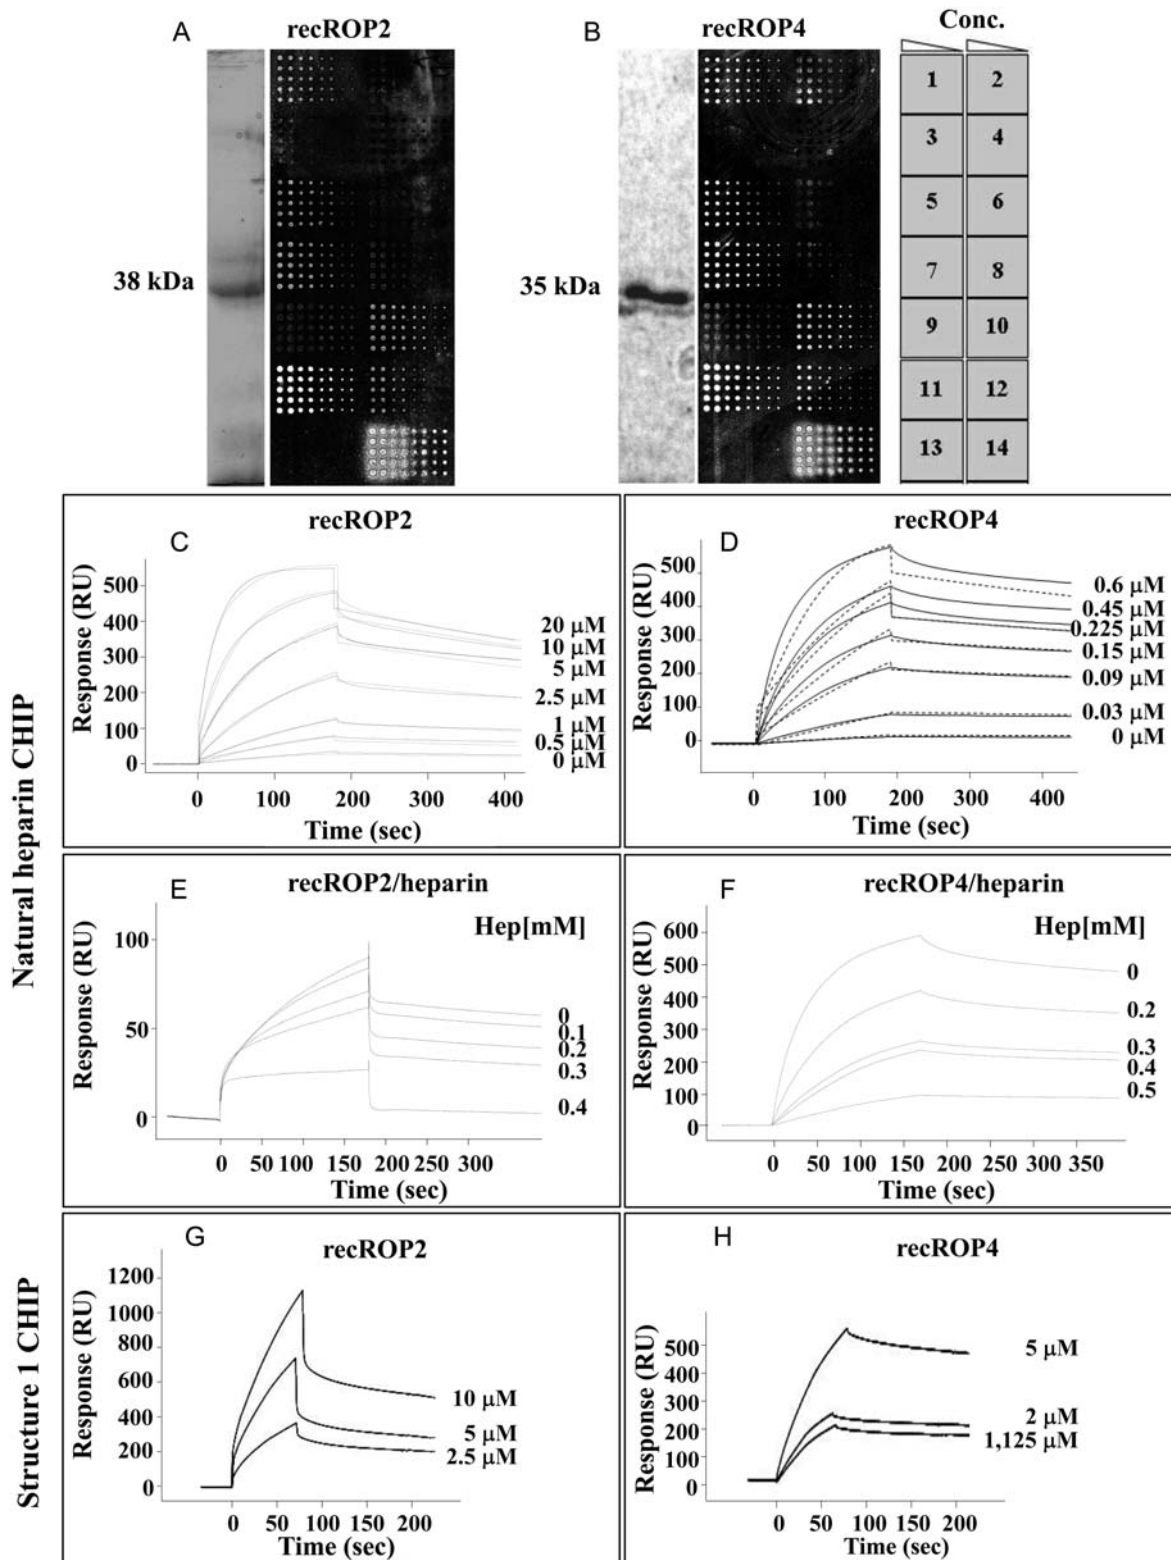 A
recROP2
B
recROP4
Conc.
1
2
3
4
5
6
7
8
9
10
11
12
13
14
38 kDa
35 kDa
Natural heparin CHIP
C
recROP2
Response (RU)
500
400
300
200
100
0
20 μM
10 μM
5 μM
2.5 μM
1 μM
0.5 μM
0 μM
0
100
200
300
400
Time (sec)
D
recROP4
Response (RU)
500
400
300
200
100
0
0.6 μM
0.45 μM
0.225 μM
0.15 μM
0.09 μM
0.03 μM
0 μM
0
100
200
300
400
Time (sec)
E
recROP2/heparin
Hep[mM]
Response (RU)
100
50
0
0
0.1
0.2
0.3
0.4
0
50
100
150
200
300
Time (sec)
F
recROP4/heparin
Hep[mM]
Response (RU)
600
500
400
300
200
100
0
0
0.2
0.3
0.4
0.5
0
50
100
150
200
300
350
Time (sec)
Structure 1 CHIP
G
recROP2
Response (RU)
1200
1000
800
600
400
200
0
10 μM
5 μM
2.5 μM
0
50
100
150
200
Time (sec)
H
recROP4
Response (RU)
500
400
300
200
100
0
5 μM
2 μM
1,125 μM
0
50
100
150
200
Time (sec)